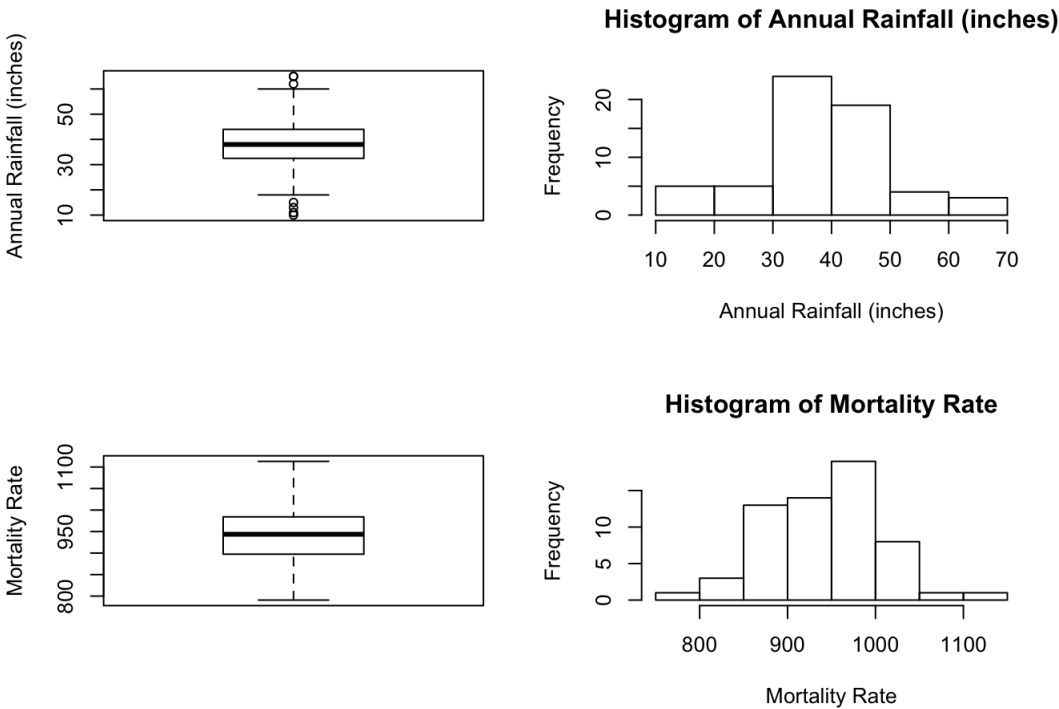 Annual Rainfall (inches)
10
30
50
Histogram of Annual Rainfall (inches)
Frequency
0
10
20
10 20 30 40 50 60 70
Annual Rainfall (inches)
Mortality Rate
800
950
1100
Histogram of Mortality Rate
Frequency
0
5
10
800 900 1000 1100
Mortality Rate